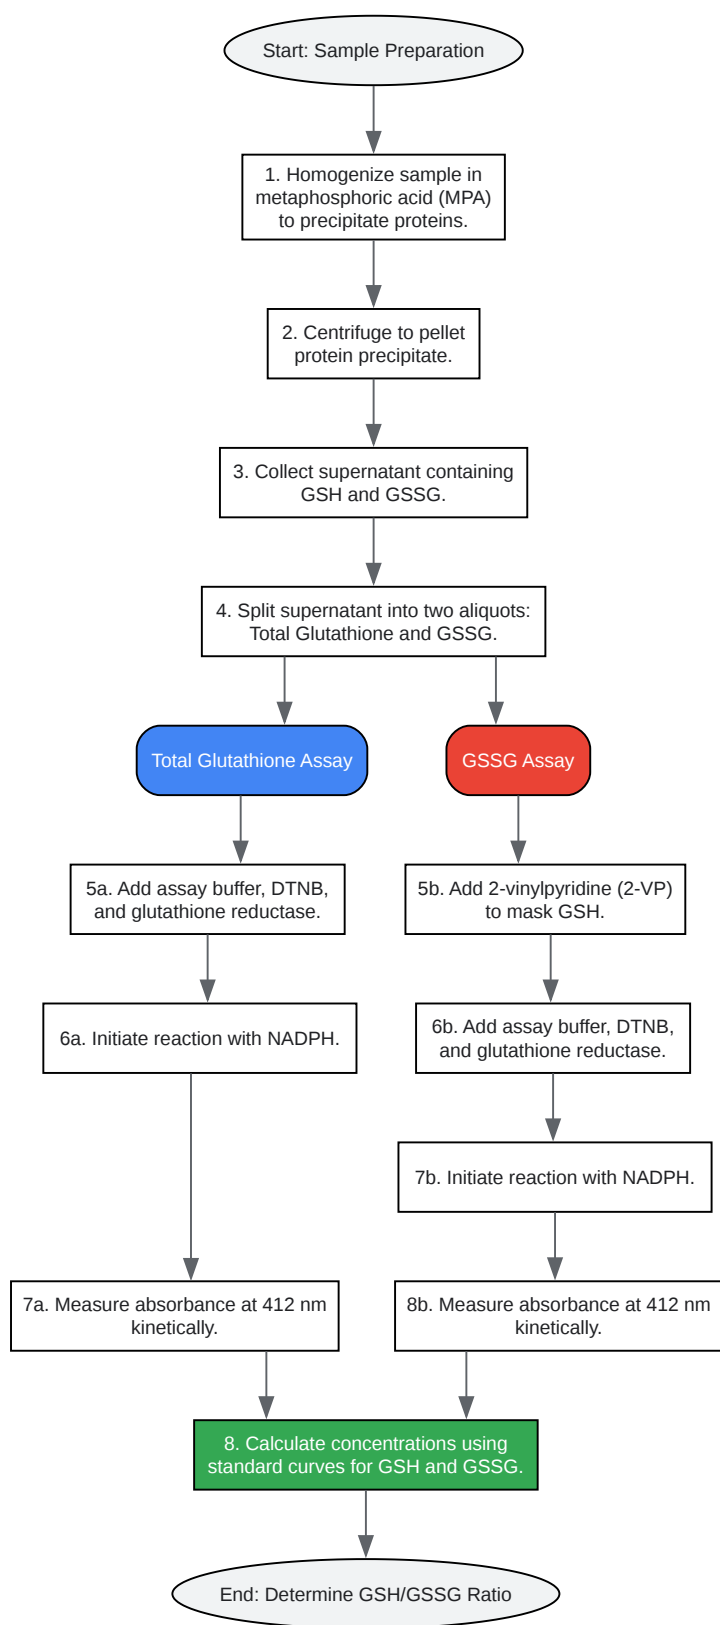 Start: Sample Preparation
1. Homogenize sample in
metaphosphoric acid (MPA)
to precipitate proteins.
2. Centrifuge to pellet
protein precipitate.
3. Collect supernatant containing
GSH and GSSG.
4. Split supernatant into two aliquots:
Total Glutathione and GSSG.
Total Glutathione Assay
GSSG Assay
5a. Add assay buffer, DTNB,
and glutathione reductase.
5b. Add 2-vinylpyridine (2-VP)
to mask GSH.
6a. Initiate reaction with NADPH.
6b. Add assay buffer, DTNB,
and glutathione reductase.
7b. Initiate reaction with NADPH.
7a. Measure absorbance at 412 nm
kinetically.
8b. Measure absorbance at 412 nm
kinetically.
8. Calculate concentrations using
standard curves for GSH and GSSG.
End: Determine GSH/GSSG Ratio